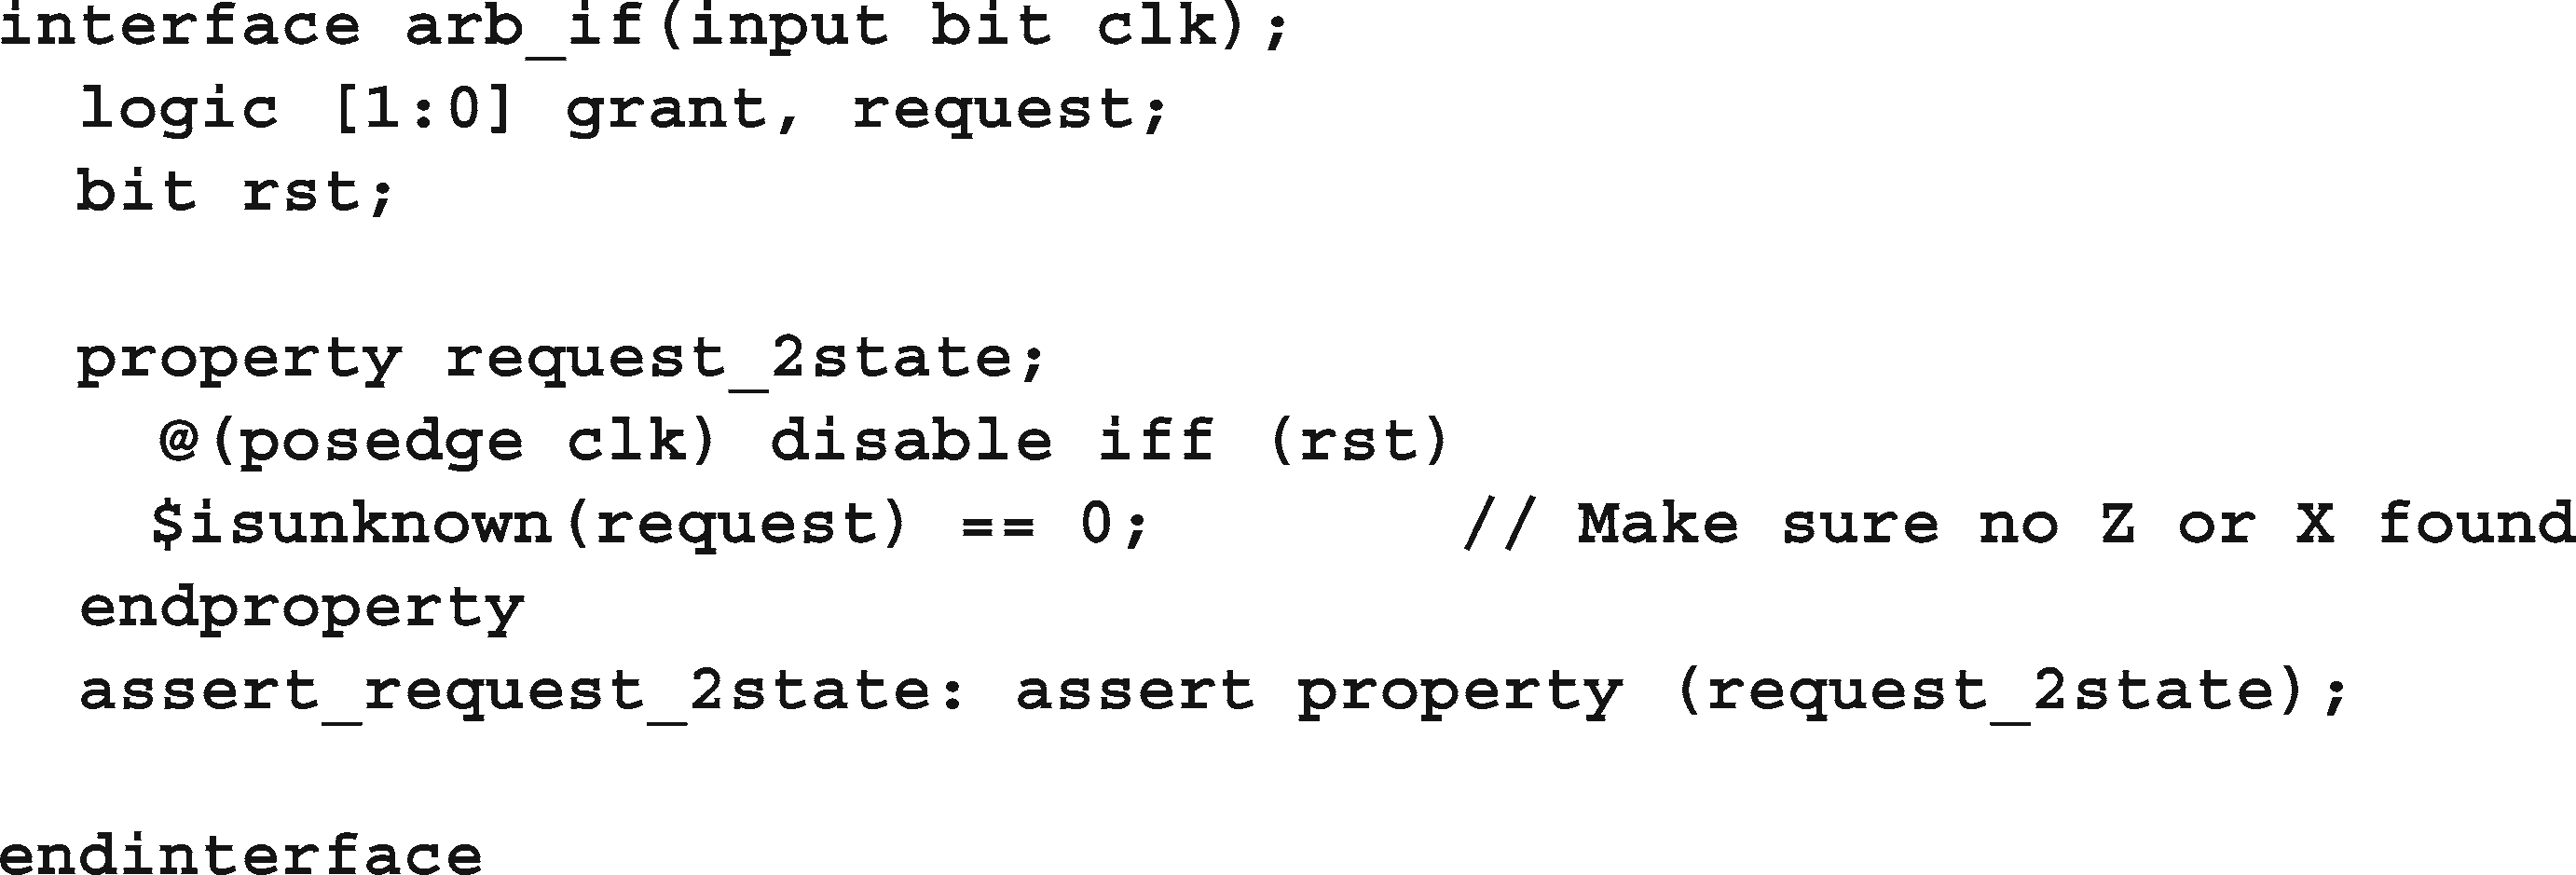 interface arb_if(input bit clk);
logic [1:0] grant, request;
bit rst;
property request_2state;
@(posedge clk) disable iff (rst)
$isunknown(request) == 0; // Make sure no Z or X found
endproperty
assert_request_2state: assert property (request_2state);
endinterface